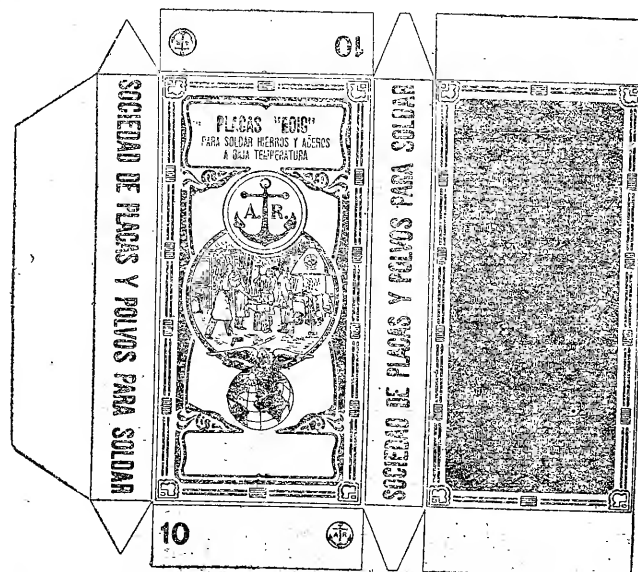 10
SOCIEDAD DE PLACAS Y POLVOS PARA SOLDAR
PLACAS
PARA SOLDAR HIERROS Y ACEROS
A BAJA TEMPERATURA
A. R.
SOCIEDAD DE PLACAS Y POLVOS PARA SOLDAR
10
A R